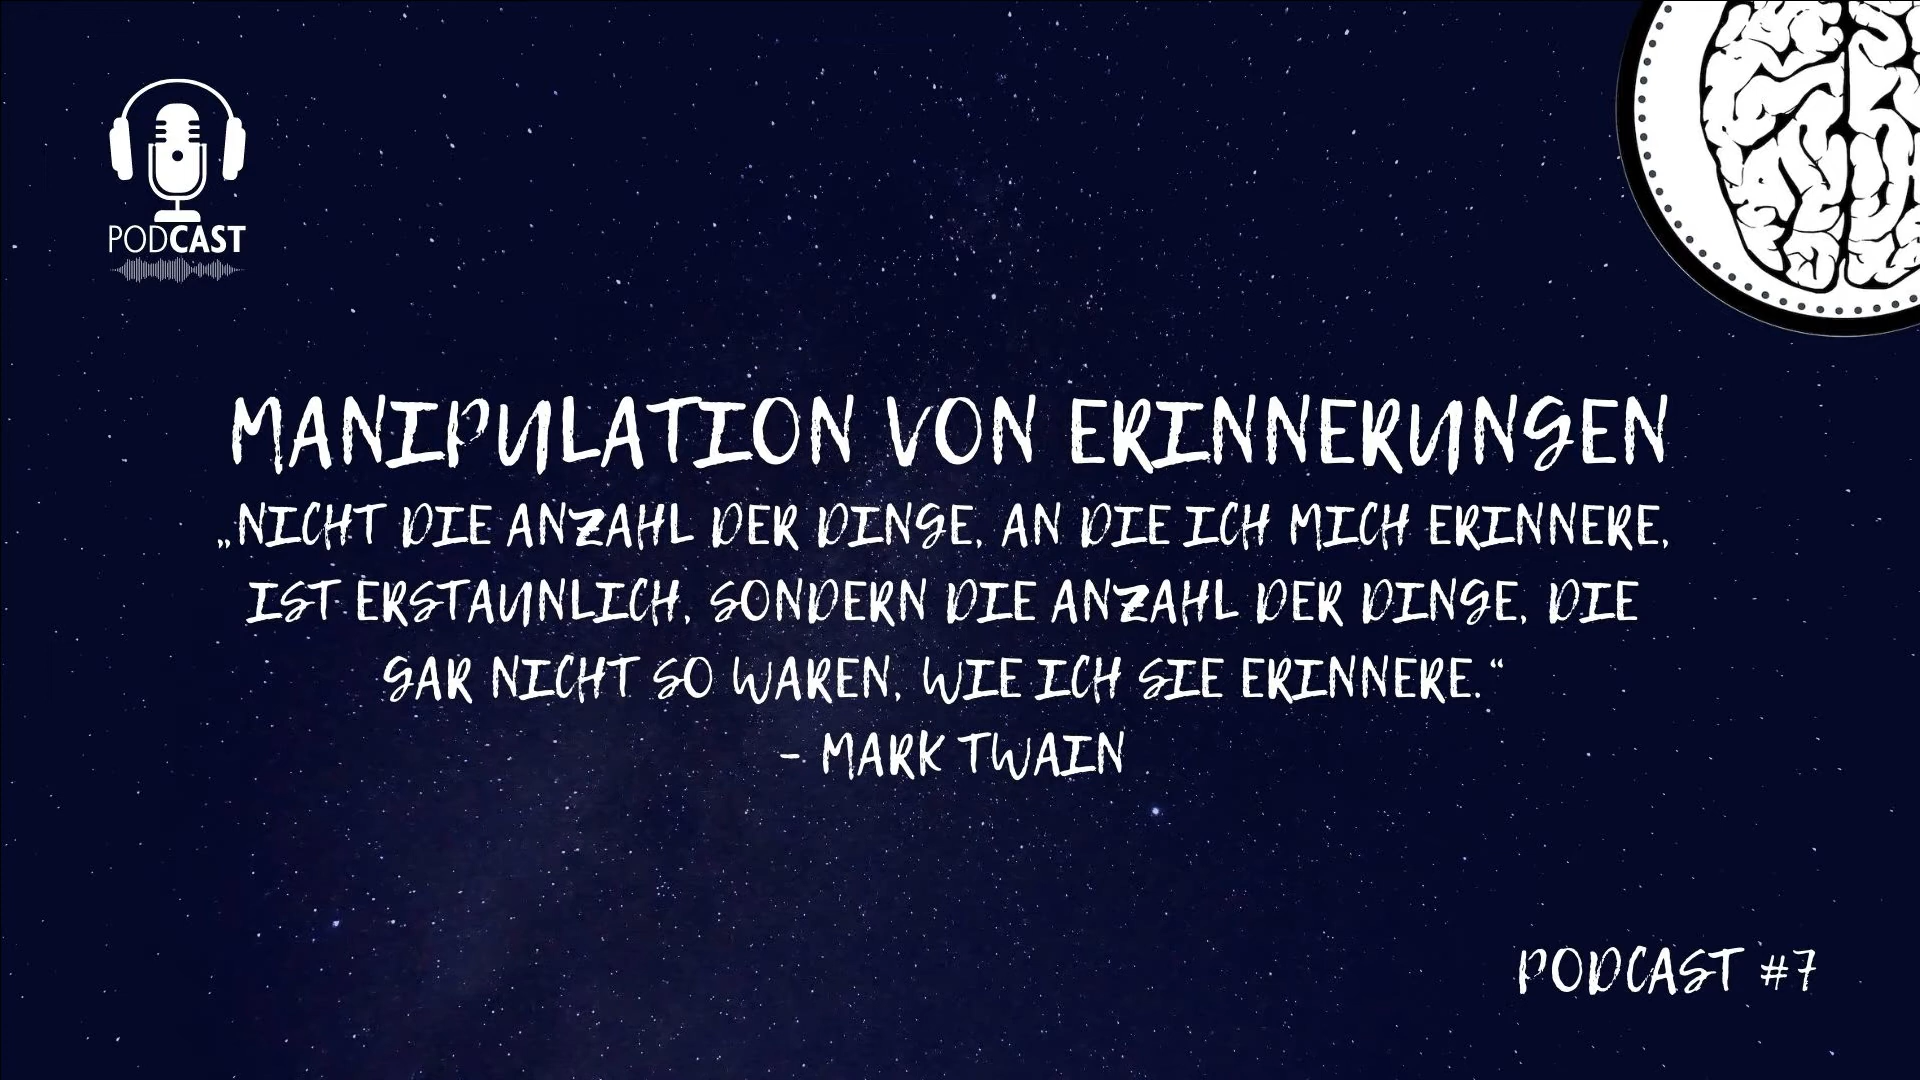 PODCAST
MANIPULATION VON ERINNERUNGEN
„NICHT DIE ANZAHL DER DINGE, AN DIE ICH MICH ERINNERE,
IST ERSTAUNLICH, SONDERN DIE ANZAHL DER DINGE, DIE
GAR NICHT SO WAREN, WIE ICH SIE ERINNERE.“
- MARK TWAIN
PODCAST #7